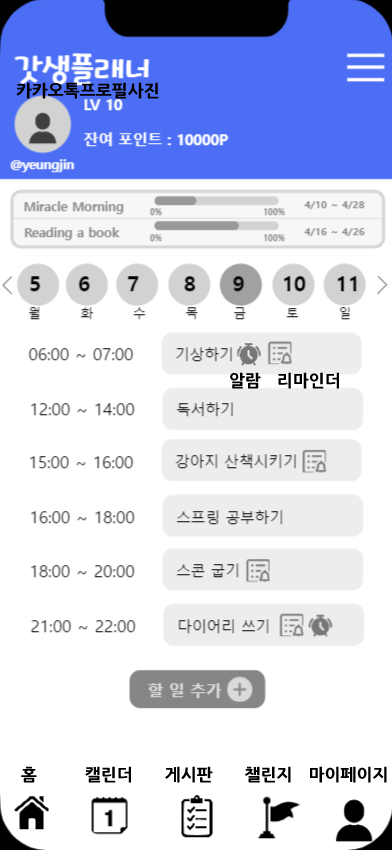 갓생플래너
카카오톡프로필사진
LV 10
잔여 포인트 : 10000P
@yeungjin
Miracle Morning 0% 100% 4/10 ~ 4/28
Reading a book 0% 100% 4/16 ~ 4/26
5 6 7 8 9 10 11
월 화 수 목 금 토 일
06:00 ~ 07:00 기상하기
알람 리마인더
12:00 ~ 14:00 독서하기
15:00 ~ 16:00 강아지 산책시키기
16:00 ~ 18:00 스프링 공부하기
18:00 ~ 20:00 스콘 굽기
21:00 ~ 22:00 다이어리 쓰기
할 일 추가
홈 캘린더 게시판 챌린지 마이페이지
1